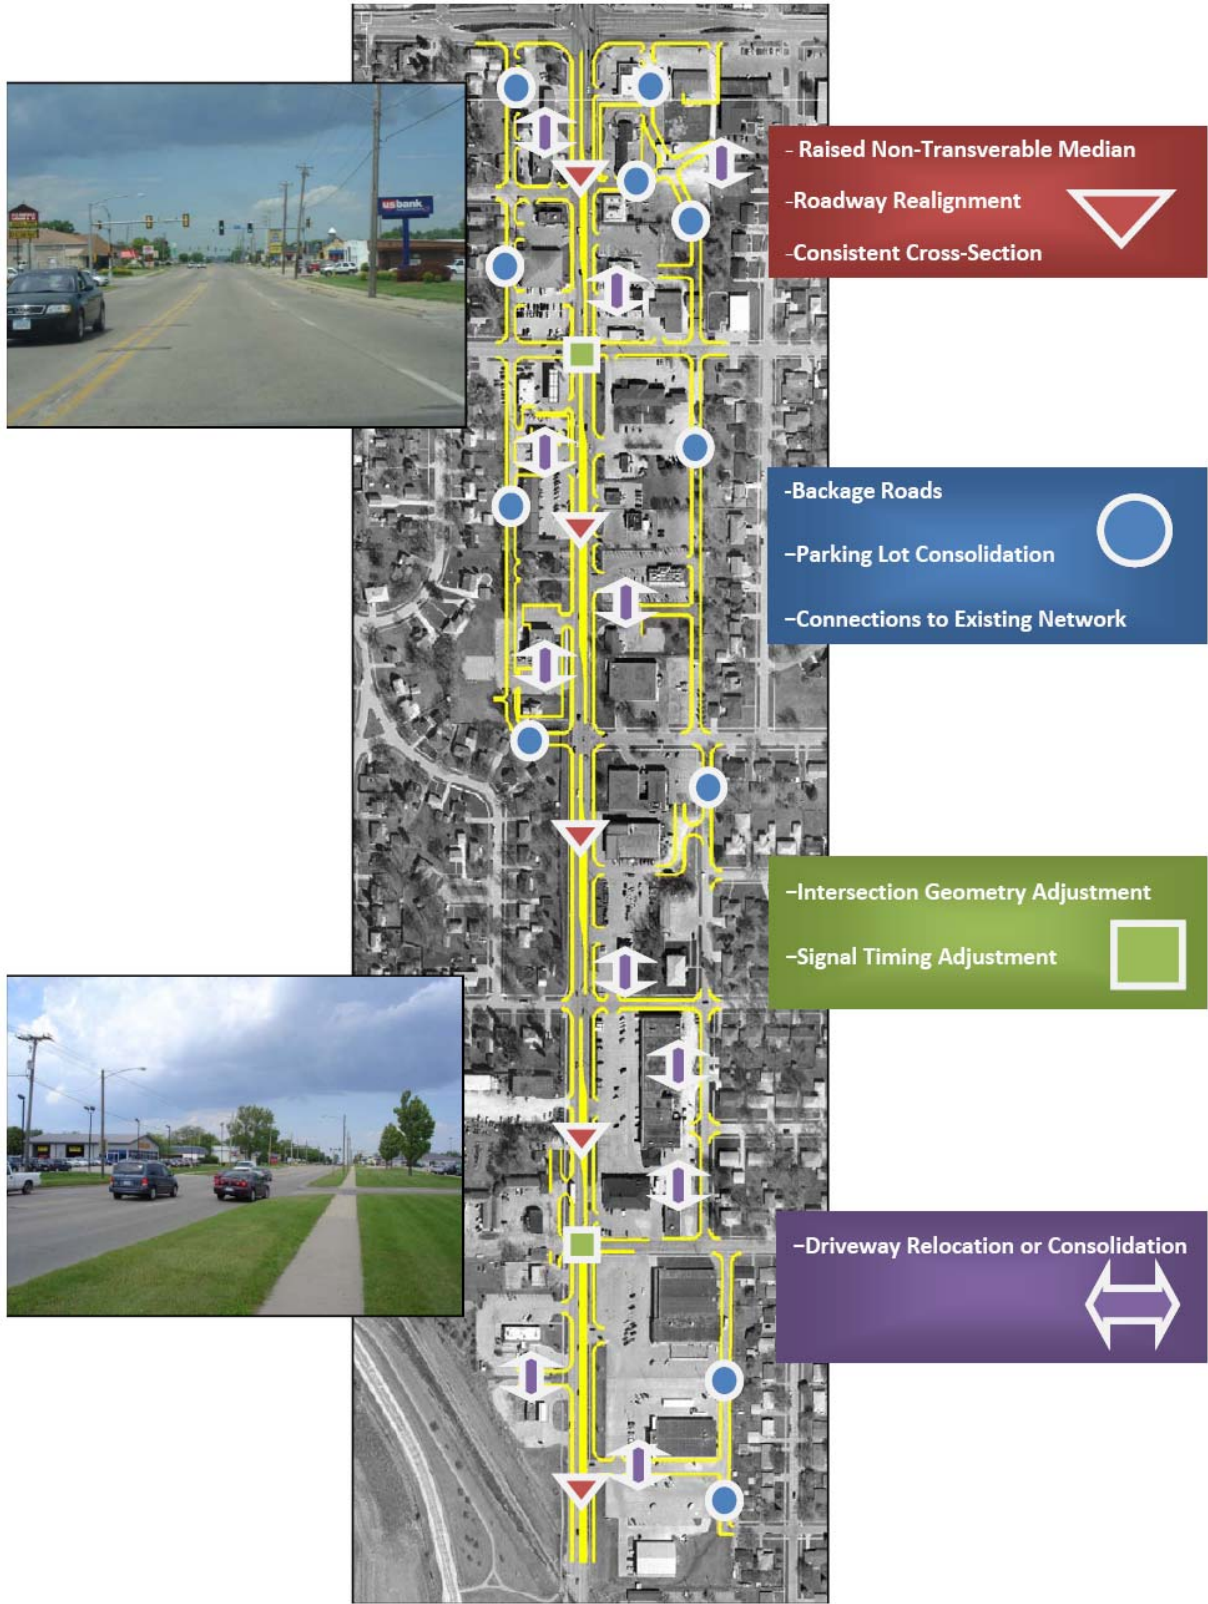 - Raised Non-Transverable Median
-Roadway Realignment
-Consistent Cross-Section
usbank
-Backage Roads
–Parking Lot Consolidation
–Connections to Existing Network
–Intersection Geometry Adjustment
–Signal Timing Adjustment
–Driveway Relocation or Consolidation